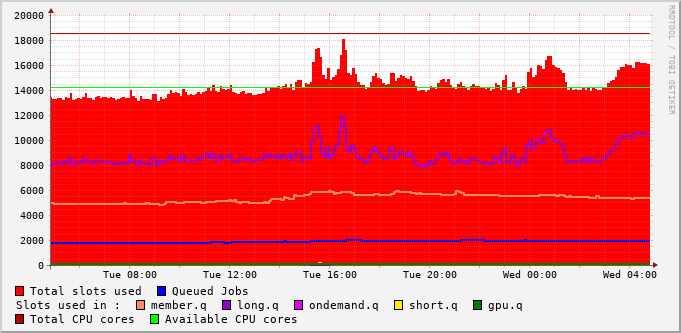 RRDTOOL / TOBI OETIKER
20000
18000
16000
14000
12000
10000
8000
6000
4000
2000
0
Tue 08:00 Tue 12:00 Tue 16:00 Tue 20:00 Wed 00:00 Wed 04:00
Total slots used Queued Jobs
Slots used in : member.q long.q ondemand.q short.q gpu.q
Total CPU cores Available CPU cores